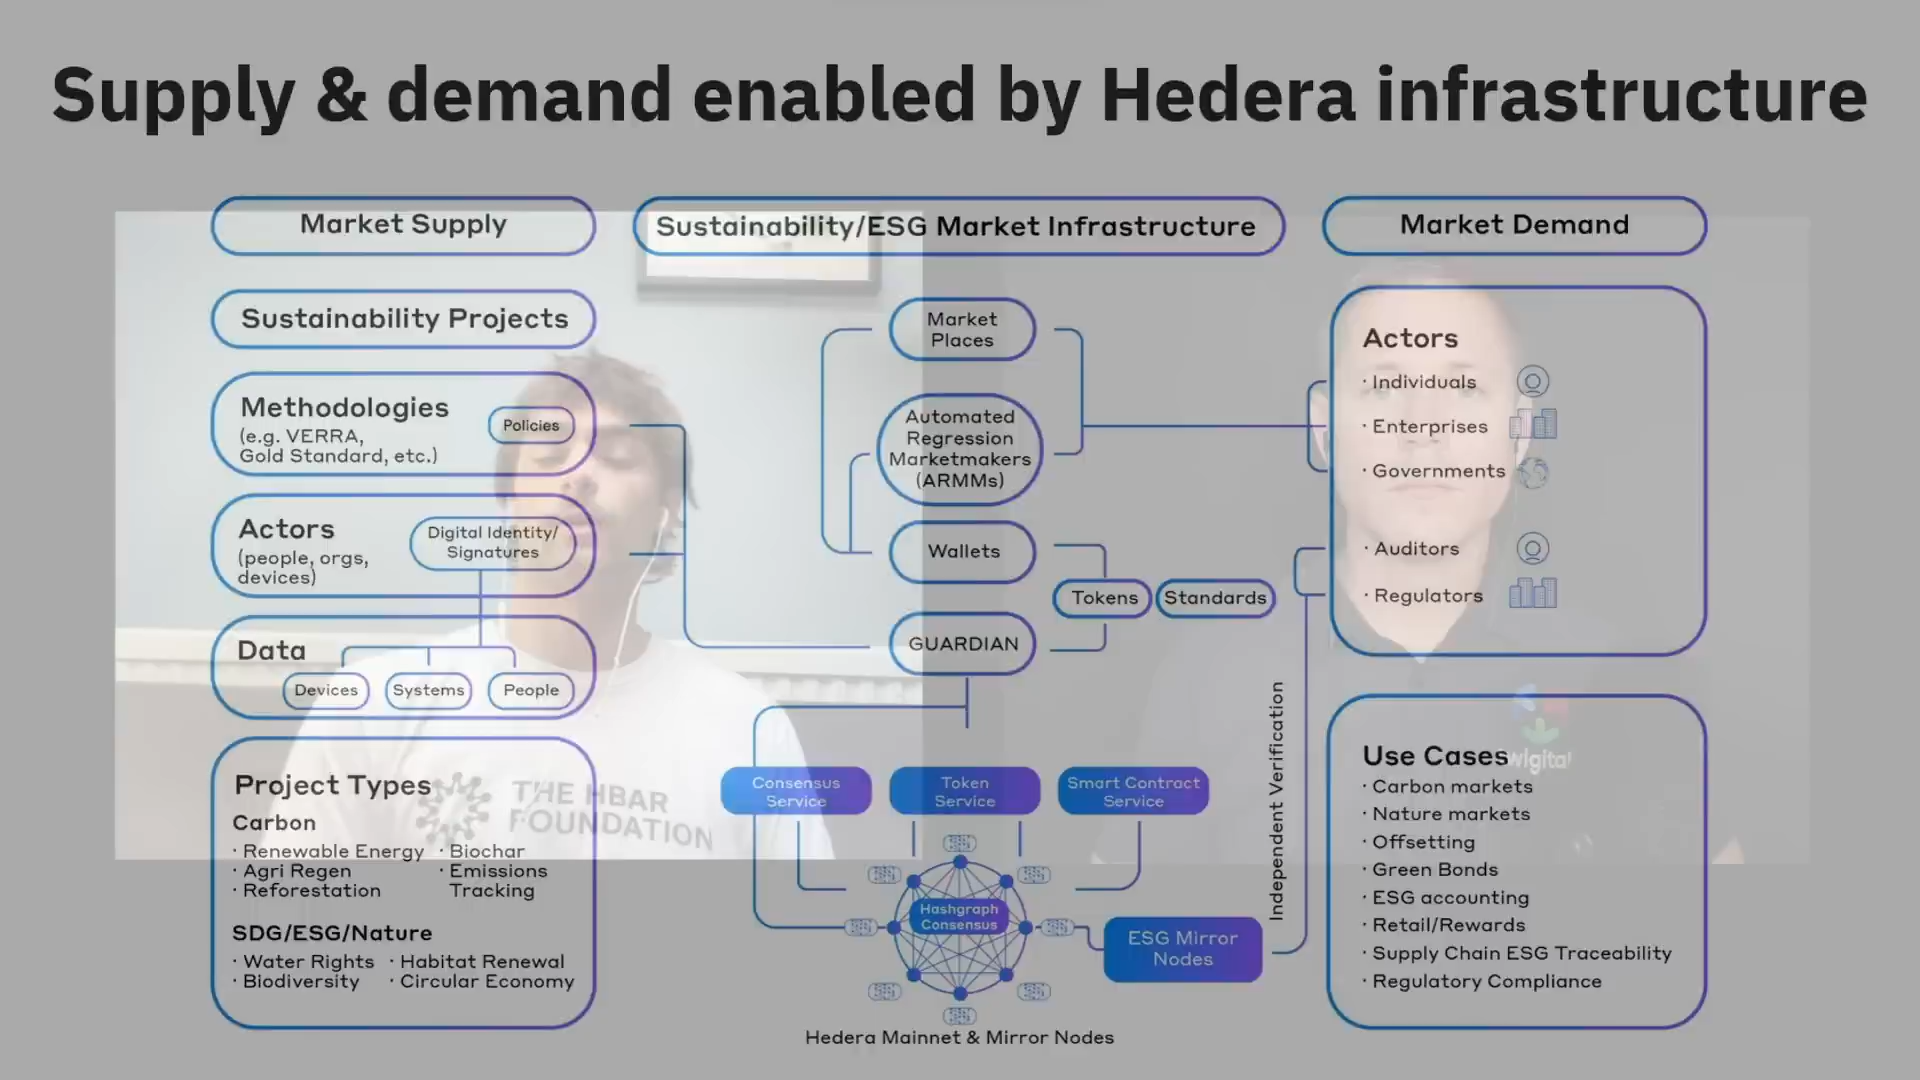 Supply & demand enabled by Hedera infrastructure
Market Supply
Sustainability Projects
Methodologies
(e.g. VERRA,
Gold Standard, etc.)
Policies
Actors
(people, orgs,
devices)
Digital Identity/
Signatures
Data
Devices
Systems
People
Project Types
Carbon
· Renewable Energy
· Agri Regen
· Reforestation
· Biochar
· Emissions
Tracking
SDG/ESG/Nature
· Water Rights
· Biodiversity
· Habitat Renewal
· Circular Economy
THE HBAR
FOUNDATION
Sustainability/ESG Market Infrastructure
Market
Places
Automated
Regression
Marketmakers
(ARMMs)
Wallets
Tokens
Standards
GUARDIAN
Consensus
Service
Token
Service
Smart Contract
Service
Hashgraph
Consensus
ESG Mirror
Nodes
Hedera Mainnet & Mirror Nodes
Independent Verification
Market Demand
Actors
· Individuals
· Enterprises
· Governments
· Auditors
· Regulators
Use Cases
· Carbon markets
· Nature markets
· Offsetting
· Green Bonds
· ESG accounting
· Retail/Rewards
· Supply Chain ESG Traceability
· Regulatory Compliance